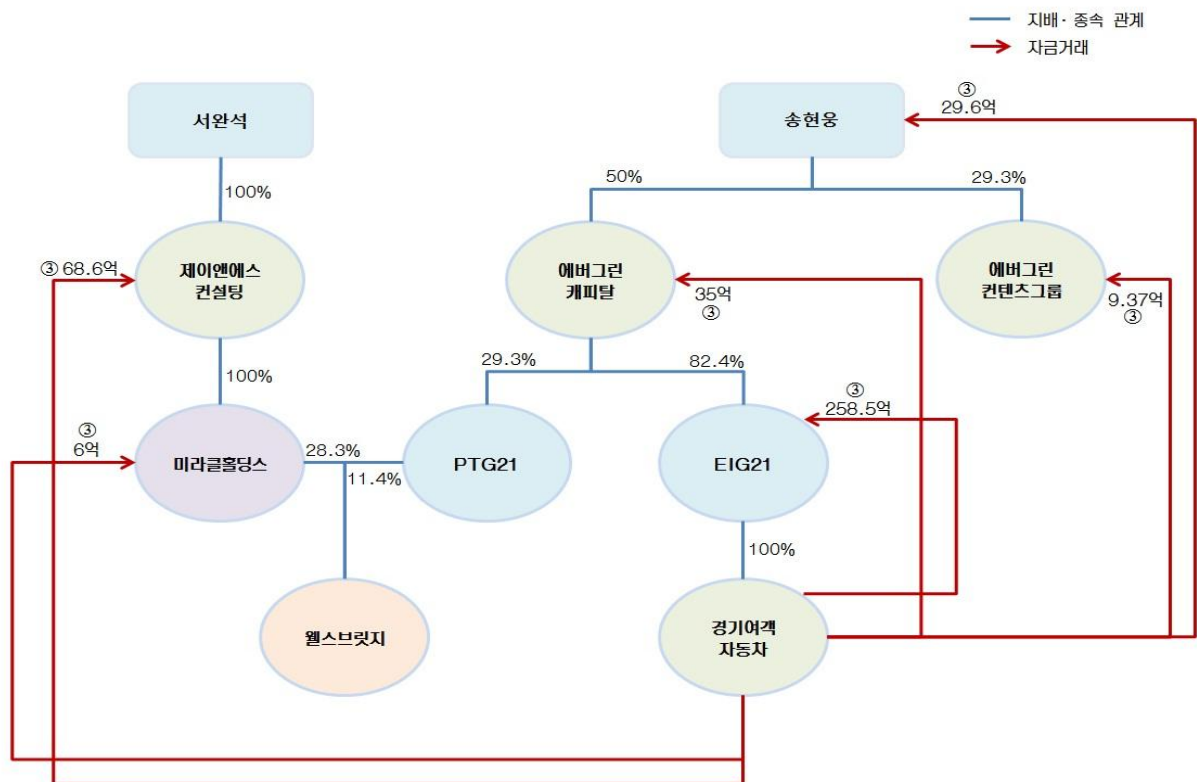 지배·종속 관계
자금거래
서완석
송현웅
③
29.6억
100%
50%
29.3%
③ 68.6억
제이앤에스
컨설팅
에버그린
캐피탈
35억
③
에버그린
컨텐츠그룹
9.37억
③
100%
29.3%
82.4%
③
258.5억
③
6억
미라클홀딩스
28.3%
11.4%
PTG21
EIG21
100%
웰스브릿지
경기여객
자동차